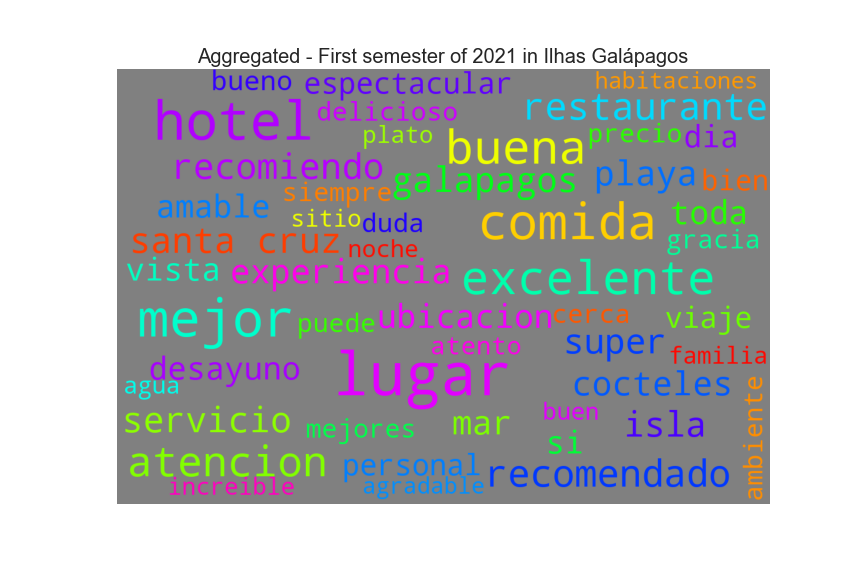 Aggregated - First semester of 2021 in Ilhas Galápagos
bueno espectacular habitaciones
hotel delicioso restaurante
plato buena precio dia
recomiendo galapagos playa bien
amable siempre sitio duda comida toda
santa cruz noche gracia
vista experiencia excelente
mejor puede ubicacion cerca viaje
atento super familia
desayuno lugar cocteles
agua
servicio mejores mar buen isla ambiente
si
atencion personal recomendado
increible agradable